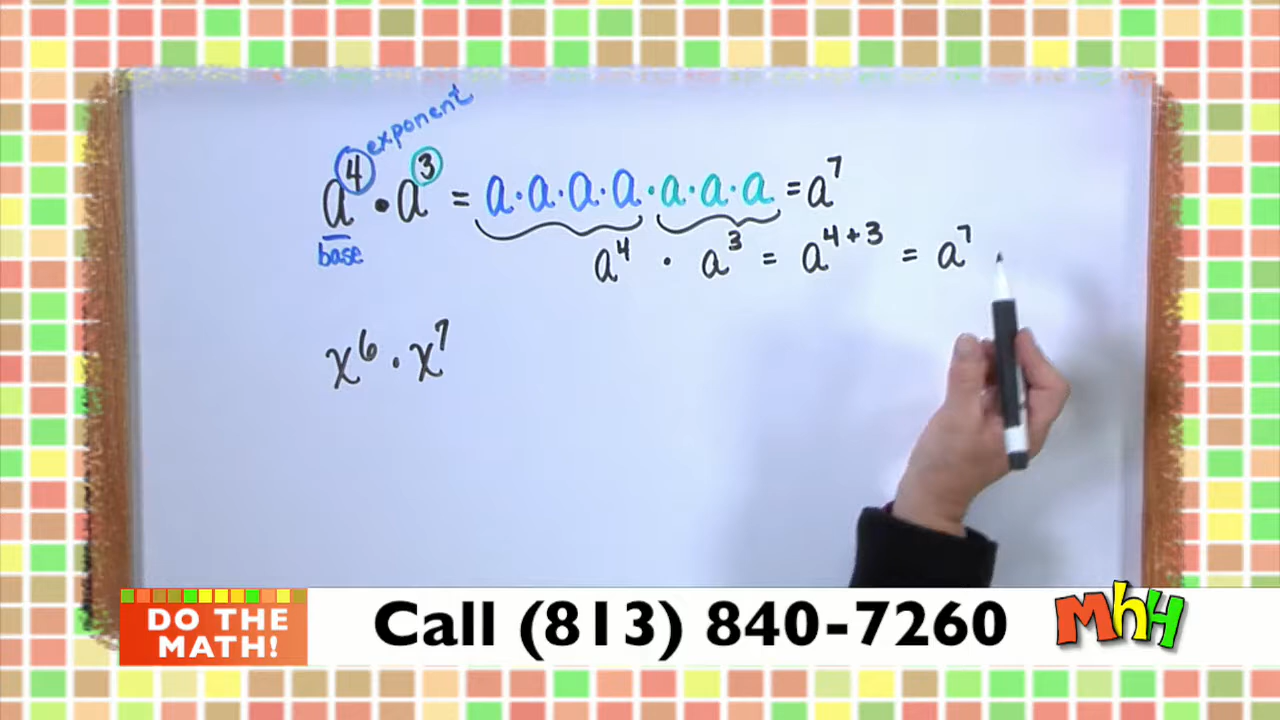 exponent
a⁴ · a³ = a · a · a · a · a · a · a = a⁷
base
a⁴ · a³ = a⁴⁺³ = a⁷
x⁶ · x⁷
DO THE
MATH!
Call (813) 840-7260
Mh4